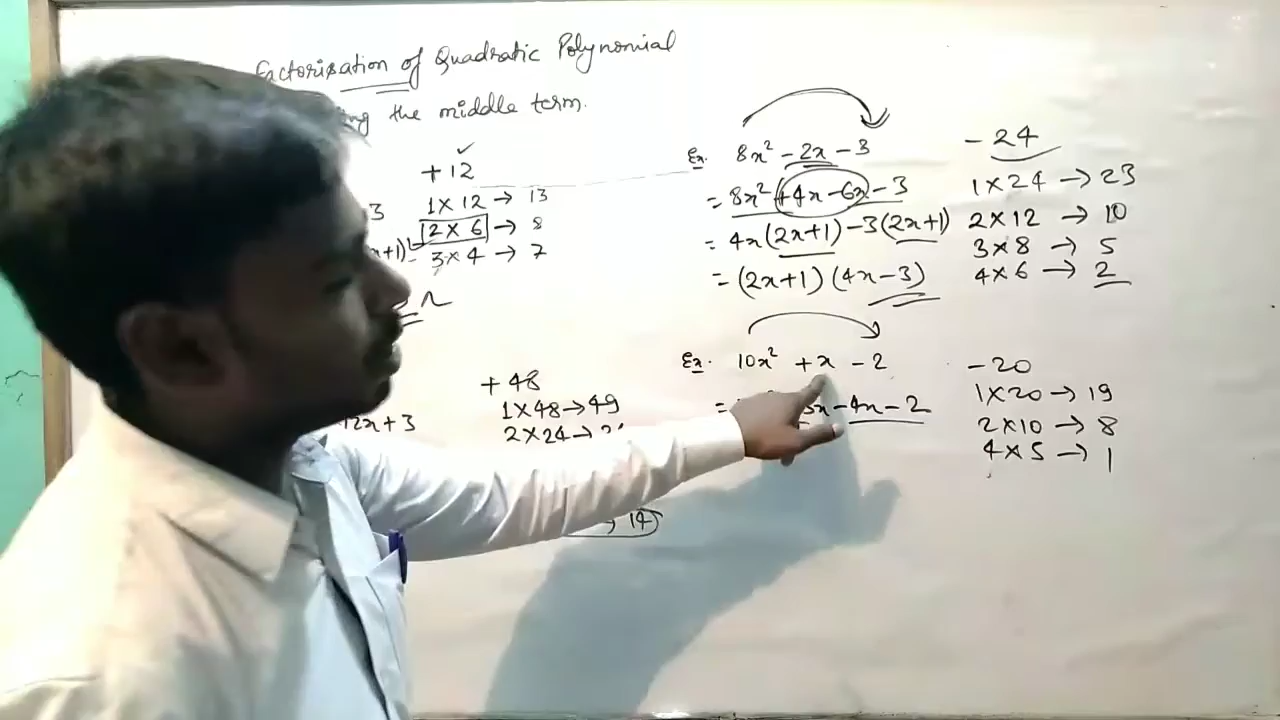 Factorisation of Quadratic Polynomial
the middle term.
+12
1×12→13
2×6→8
3×4→7
+48
1×48→49
2×24→
12x+3
→14
Ex. 8x² -2x -3
= 8x² +4x -6x -3
= 4x(2x+1) -3(2x+1)
= (2x+1)(4x-3)
-24
1×24→23
2×12→10
3×8→5
4×6→2
Ex. 10x² +x -2
= 5x -4x -2
-20
1×20→19
2×10→8
4×5→1